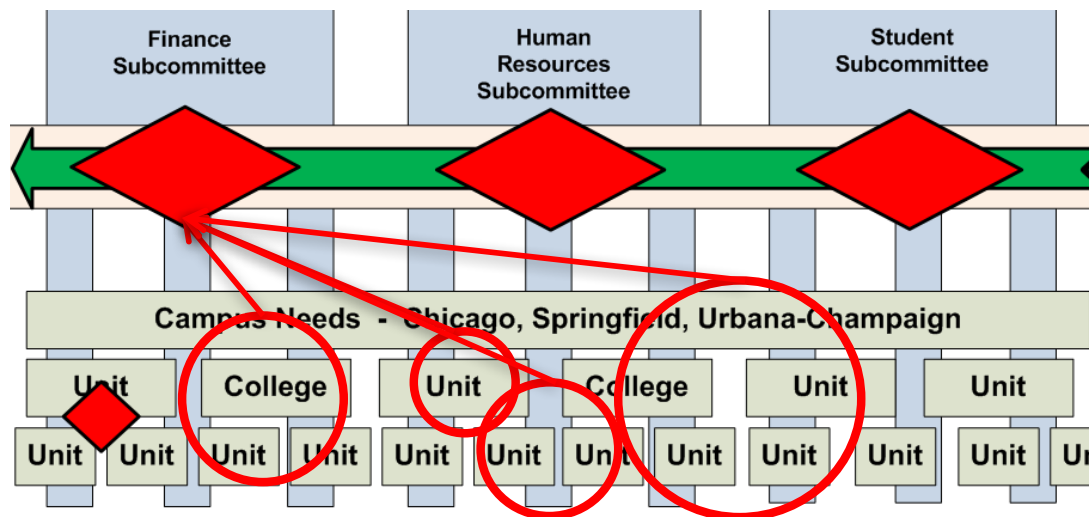 Finance
Subcommittee
Human
Resources
Subcommittee
Student
Subcommittee
Campus Needs - Chicago, Springfield, Urbana-Champaign
Unit College Unit College Unit Unit
Unit Unit Unit Unit Unit Unit Unit Unit Unit Unit Unit